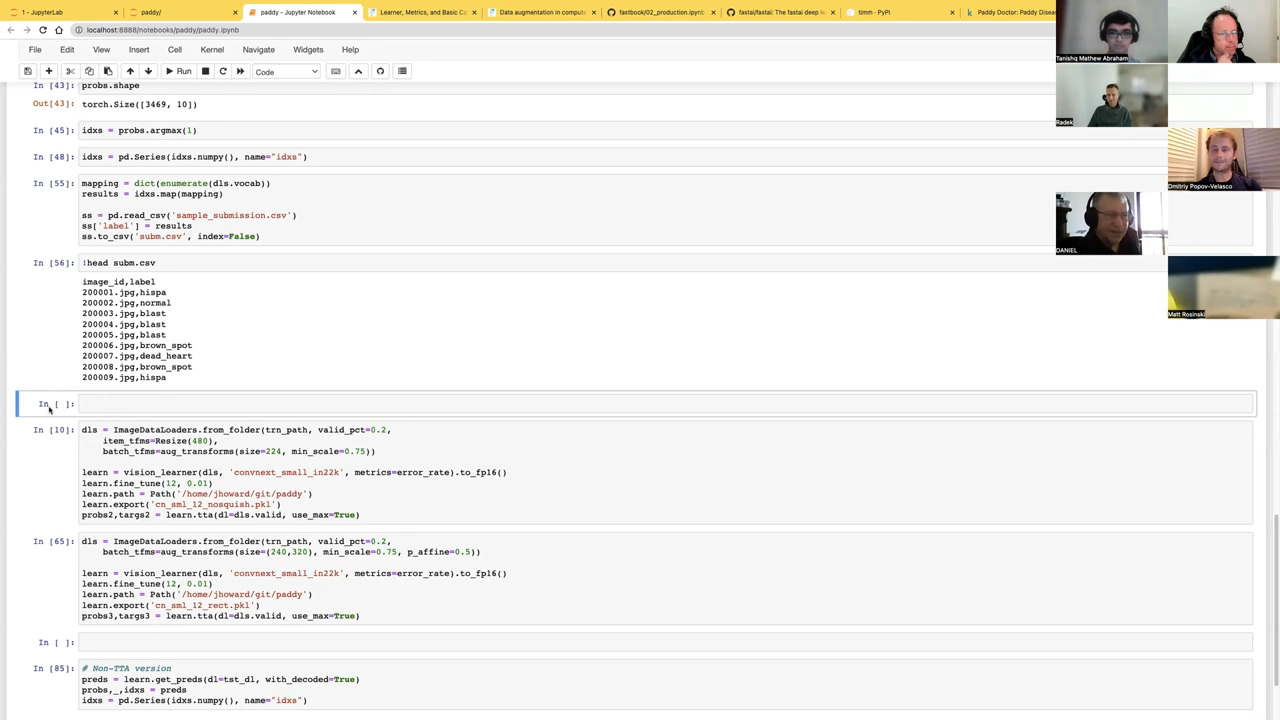 1 - JupyterLab
paddy/
paddy - Jupyter Notebook
Learner, Metrics, and Basic Ca
Data augmentation in comput
fastbook/02_production.ipynb
fastai/fastai: The fastai deep le
timm · PyPI
Paddy Doctor: Paddy Disea
localhost:8888/notebooks/paddy/paddy.ipynb
File Edit View Insert Cell Kernel Navigate Widgets Help
Run
Code
In [43]: probs.shape
Out[43]: torch.Size([3469, 10])
In [45]: idxs = probs.argmax(1)
In [48]: idxs = pd.Series(idxs.numpy(), name="idxs")
In [55]: mapping = dict(enumerate(dls.vocab))
results = idxs.map(mapping)
ss = pd.read_csv('sample_submission.csv')
ss['label'] = results
ss.to_csv('subm.csv', index=False)
In [56]: !head subm.csv
image_id,label
200001.jpg,hispa
200002.jpg,normal
200003.jpg,blast
200004.jpg,blast
200005.jpg,blast
200006.jpg,brown_spot
200007.jpg,dead_heart
200008.jpg,brown_spot
200009.jpg,hispa
In [ ]:
In [10]: dls = ImageDataLoaders.from_folder(trn_path, valid_pct=0.2,
item_tfms=Resize(480),
batch_tfms=aug_transforms(size=224, min_scale=0.75))
learn = vision_learner(dls, 'convnext_small_in22k', metrics=error_rate).to_fp16()
learn.fine_tune(12, 0.01)
learn.path = Path('/home/jhoward/git/paddy')
learn.export('cn_sml_12_nosquish.pkl')
probs2,targs2 = learn.tta(dl=dls.valid, use_max=True)
In [65]: dls = ImageDataLoaders.from_folder(trn_path, valid_pct=0.2,
batch_tfms=aug_transforms(size=(240,320), min_scale=0.75, p_affine=0.5))
learn = vision_learner(dls, 'convnext_small_in22k', metrics=error_rate).to_fp16()
learn.fine_tune(12, 0.01)
learn.path = Path('/home/jhoward/git/paddy')
learn.export('cn_sml_12_rect.pkl')
probs3,targs3 = learn.tta(dl=dls.valid, use_max=True)
In [ ]:
In [85]: # Non-TTA version
preds = learn.get_preds(dl=tst_dl, with_decoded=True)
probs,_,idxs = preds
idxs = pd.Series(idxs.numpy(), name="idxs")
Tanishq Mathew Abraham
Radek
Dmitriy Popov-Velasco
DANIEL
Matt Rosinski